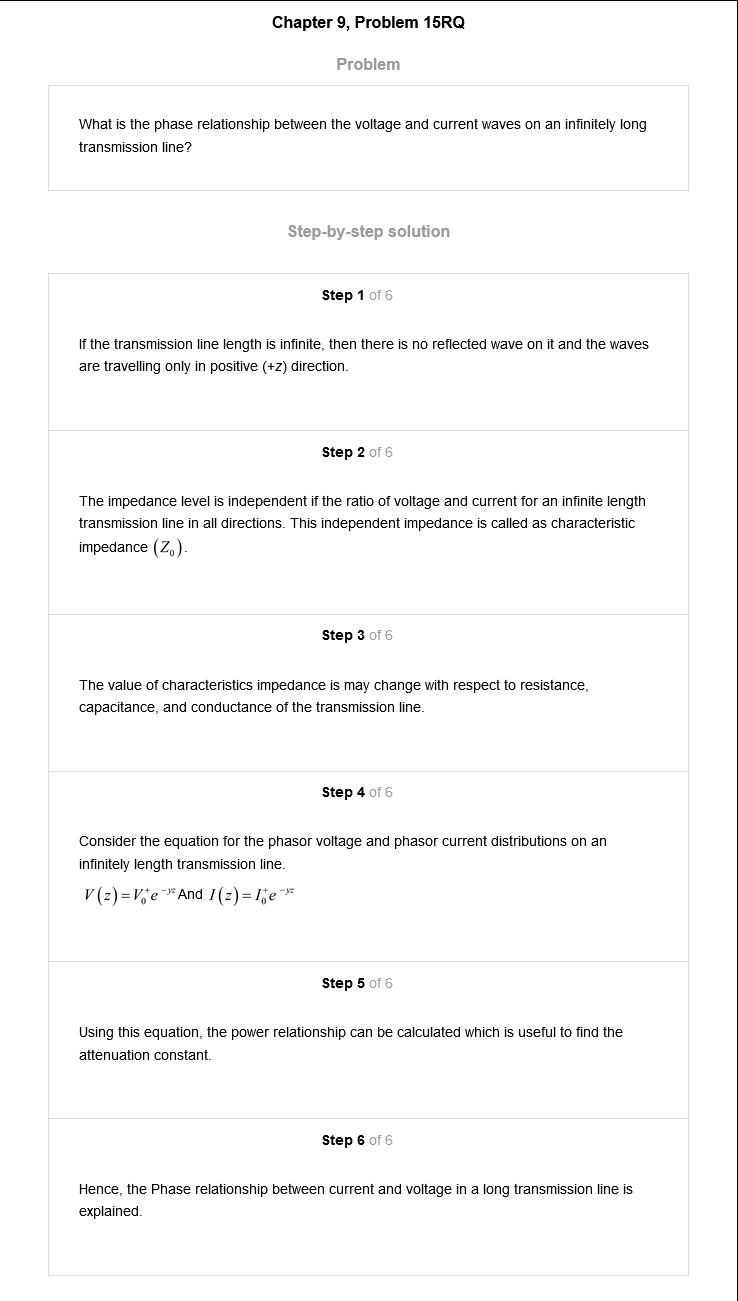 Chapter 9, Problem 15RQ
Problem
What is the phase relationship between the voltage and current waves on an infinitely long
transmission line?
Step-by-step solution
Step 1 of 6
If the transmission line length is infinite, then there is no reflected wave on it and the waves
are travelling only in positive (+z) direction.
Step 2 of 6
The impedance level is independent if the ratio of voltage and current for an infinite length
transmission line in all directions. This independent impedance is called as characteristic
impedance (Z₀).
Step 3 of 6
The value of characteristics impedance is may change with respect to resistance,
capacitance, and conductance of the transmission line.
Step 4 of 6
Consider the equation for the phasor voltage and phasor current distributions on an
infinitely length transmission line.
V(z)=V₀⁺e^{-γz} And I(z)=I₀⁺e^{-γz}
Step 5 of 6
Using this equation, the power relationship can be calculated which is useful to find the
attenuation constant.
Step 6 of 6
Hence, the Phase relationship between current and voltage in a long transmission line is
explained.